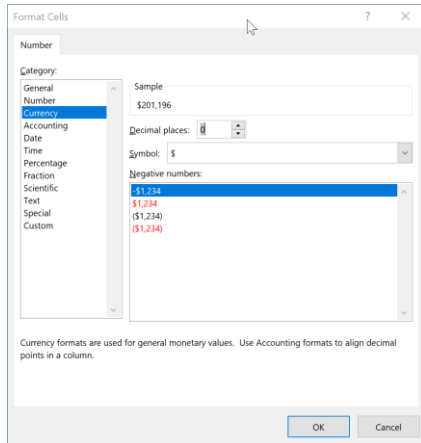 Format Cells
?
Number
Category:
General
Number
Currency
Accounting
Date
Time
Percentage
Fraction
Scientific
Text
Special
Custom
Sample
$201,196
Decimal places: 0
Symbol: $
Negative numbers:
-$1,234
$1,234
($1,234)
($1,234)
Currency formats are used for general monetary values. Use Accounting formats to align decimal
points in a column.
OK
Cancel